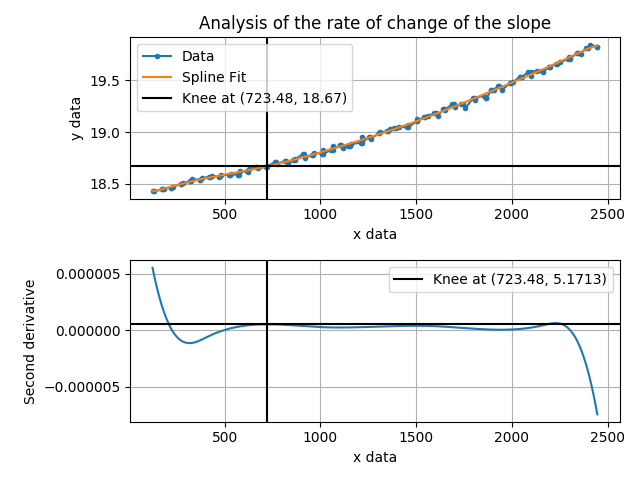 Analysis of the rate of change of the slope
Data
Spline Fit
Knee at (723.48, 18.67)
19.5
19.0
18.5
y data
500 1000 1500 2000 2500
x data
Knee at (723.48, 5.1713)
0.000005
0.000000
−0.000005
Second derivative
500 1000 1500 2000 2500
x data